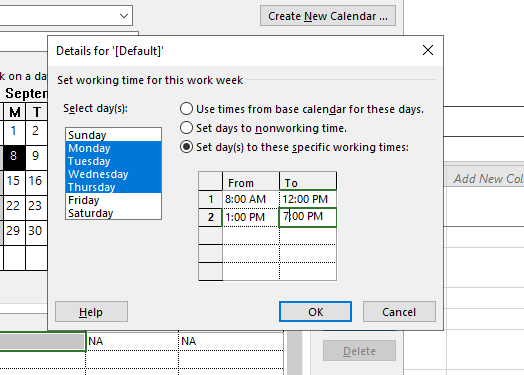 Create New Calendar ...
Details for '[Default]'
Set working time for this work week
k on a da
Septer
M T
1 2
8 9
15 16
22 23
29 30
Select day(s):
Sunday
Monday
Tuesday
Wednesday
Thursday
Friday
Saturday
Use times from base calendar for these days.
Set days to nonworking time.
Set day(s) to these specific working times:
From To
1 8:00 AM 12:00 PM
2 1:00 PM 7:00 PM
Add New Col
Help
OK
Cancel
NA NA
Delete